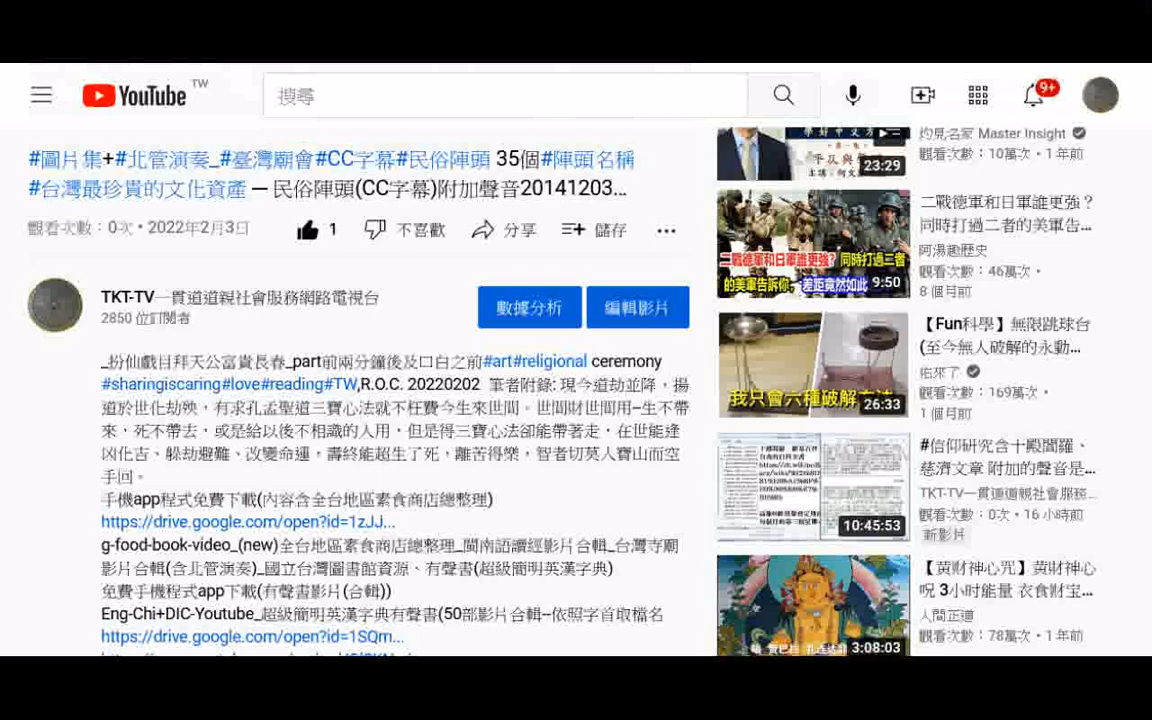 YouTube TW
搜尋
9+
#圖片集+#北管演奏_#臺灣廟會#CC字幕#民俗陣頭 35個#陣頭名稱
#台灣最珍貴的文化資產 — 民俗陣頭(CC字幕)附加聲音20141203...
觀看次數：0次 • 2022年2月3日
1 不喜歡 分享 儲存
TKT-TV一貫道道親社會服務網路電視台
2850 位訂閱者
數據分析 編輯影片
_扮仙戲目拜天公富貴長春_part前兩分鐘後及口白之前#art#religional ceremony
#sharingiscaring#love#reading#TW,R.O.C. 20220202 筆者附錄: 現今道劫並降，揚
道於世化劫殃，有求孔孟聖道三寶心法就不枉費今生來世間。世間財世間用–生不帶
來，死不帶去，或是給以後不相識的人用，但是得三寶心法卻能帶著走，在世能逢
凶化吉、躲劫避難、改變命運，壽終能超生了死，離苦得樂，智者切莫入寶山而空
手回。
手機app程式免費下載(內容含全台地區素食商店總整理)
https://drive.google.com/open?id=1zJJ...
g-food-book-video_(new)全台地區素食商店總整理_閩南語讀經影片合輯_台灣寺廟
影片合輯(含北管演奏)_國立台灣圖書館資源、有聲書(超級簡明英漢字典)
免費手機程式app下載(有聲書影片(合輯))
Eng-Chi+DIC-Youtube_超級簡明英漢字典有聲書(50部影片合輯–依照字首取檔名
https://drive.google.com/open?id=1SQm...
23:29
灼見名家 Master Insight
觀看次數：10萬次 • 1 年前
二戰德軍和日軍誰更強? 同時打過二者
的美軍告訴你，差距竟然如此
9:50
二戰德軍和日軍誰更強？
同時打過二者的美軍告...
阿湯趣歷史
觀看次數：46萬次 •
8 個月前
我只會六種破解方法
26:33
【Fun科學】無限跳球台
(至今無人破解的永動...
佑來了
觀看次數：169萬次 •
1 個月前
10:45:53
#信仰研究含十殿閻羅、
慈濟文章 附加的聲音是...
TKT-TV一貫道道親社會服務...
觀看次數：0次 • 16 小時前
新影片
3:08:03
【黃財神心咒】黃財神心
呪 3小時能量 衣食財宝...
人間正道
觀看次數：78萬次 • 1 年前